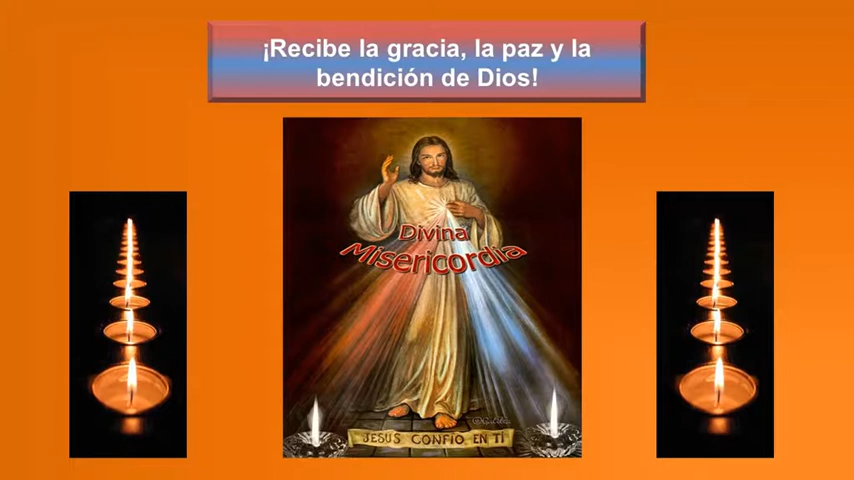 ¡Recibe la gracia, la paz y la
bendición de Dios!
Divina
Misericordia
JESUS CONFIO EN TI